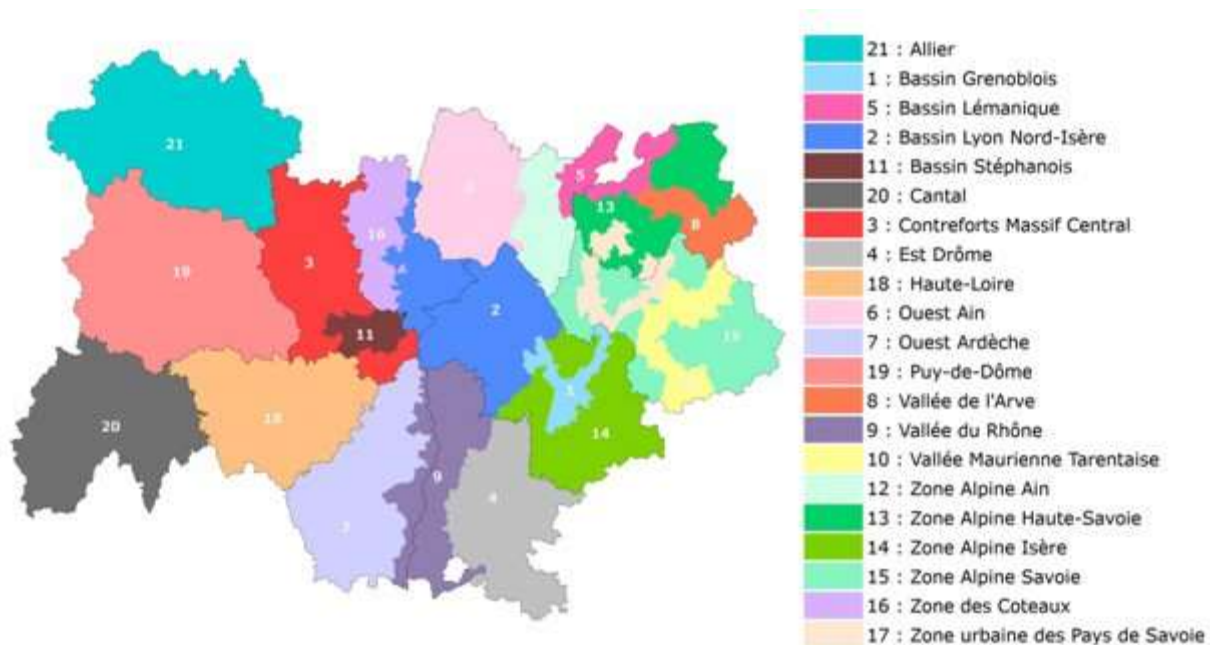 21 : Allier
1 : Bassin Grenoblois
5 : Bassin Lémanique
2 : Bassin Lyon Nord-Isère
11 : Bassin Stéphanois
20 : Cantal
3 : Contreforts Massif Central
4 : Est Drôme
18 : Haute-Loire
6 : Ouest Ain
7 : Ouest Ardèche
19 : Puy-de-Dôme
8 : Vallée de l'Arve
9 : Vallée du Rhône
10 : Vallée Maurienne Tarentaise
12 : Zone Alpine Ain
13 : Zone Alpine Haute-Savoie
14 : Zone Alpine Isère
15 : Zone Alpine Savoie
16 : Zone des Coteaux
17 : Zone urbaine des Pays de Savoie
21
5
13
8
16
3
19
2
11
20
14
9
4